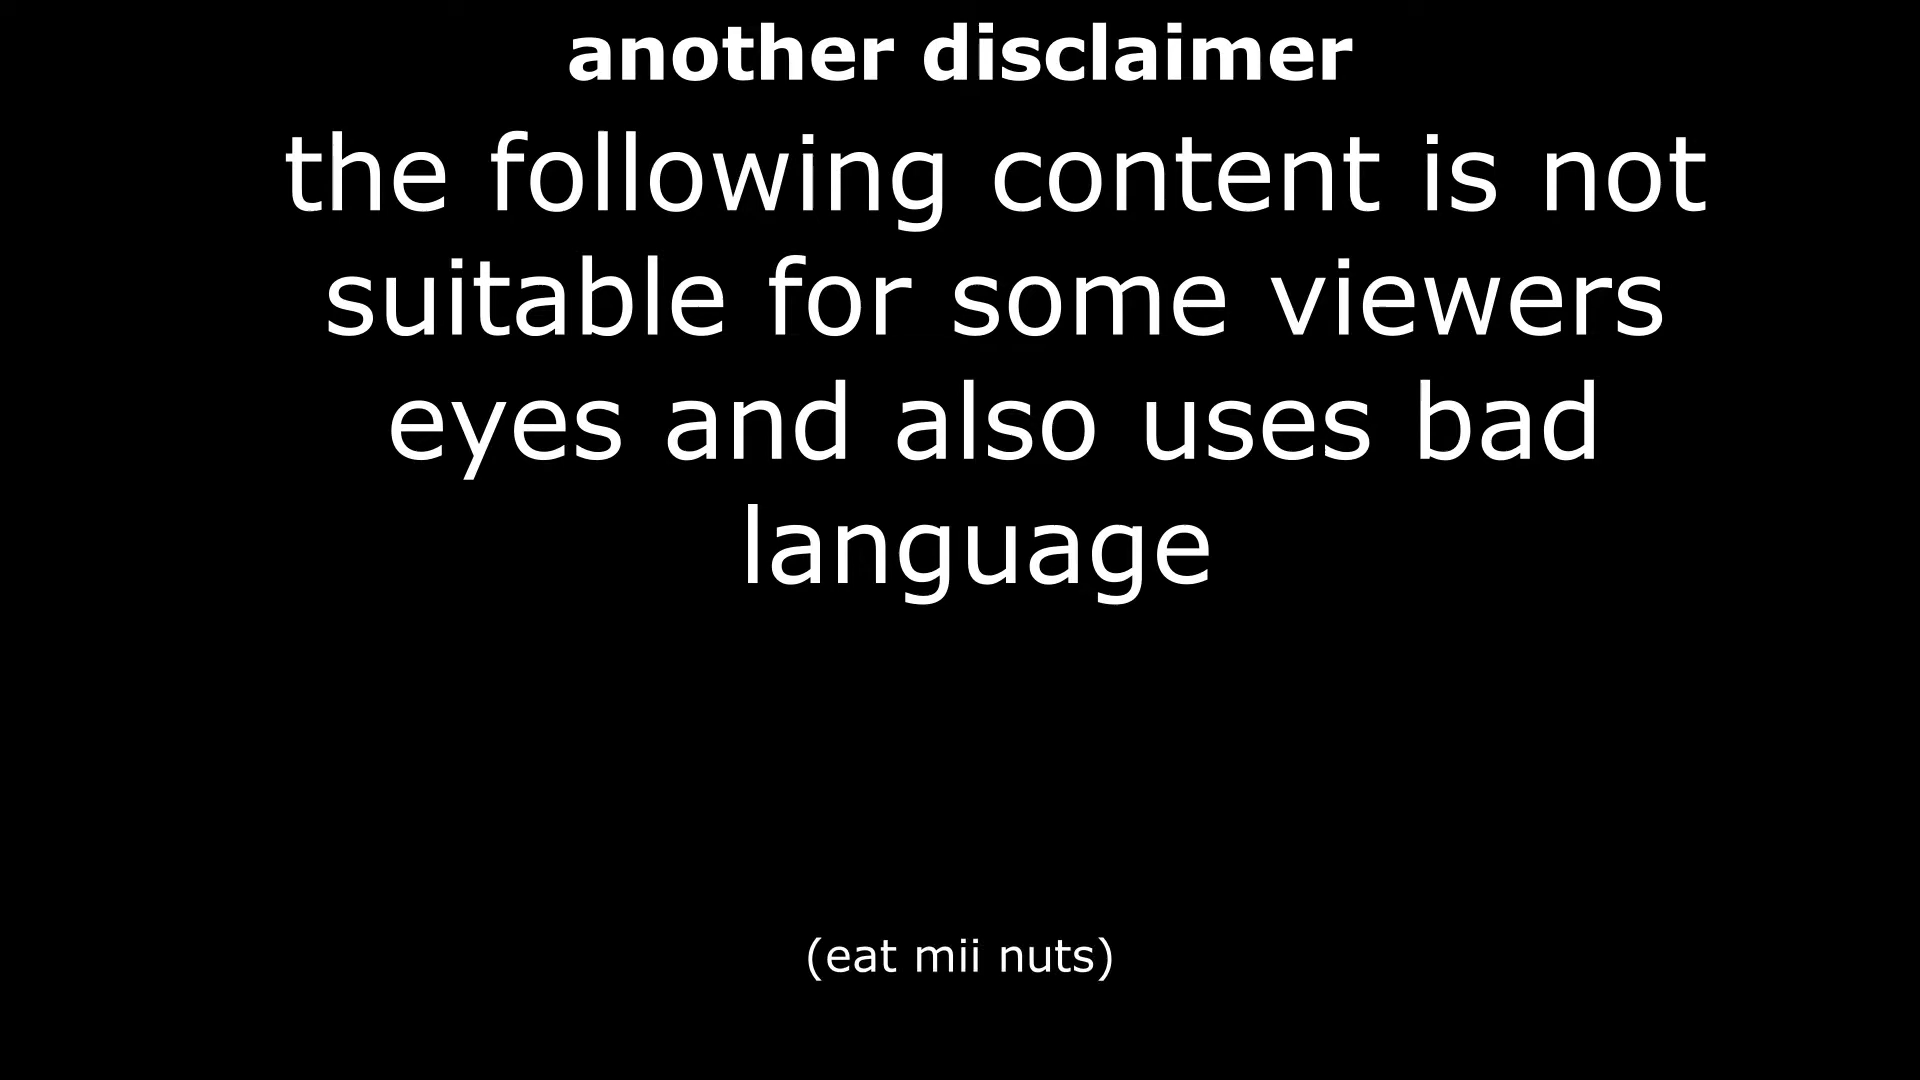 another disclaimer
the following content is not
suitable for some viewers
eyes and also uses bad
language
(eat mii nuts)